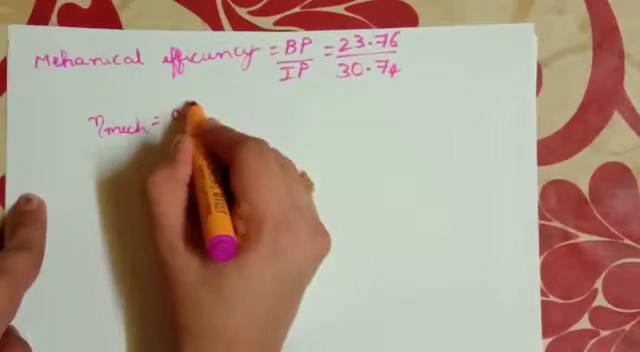 Mehanical efficiency = BP/IP = 23.76/30.74
ηmech =